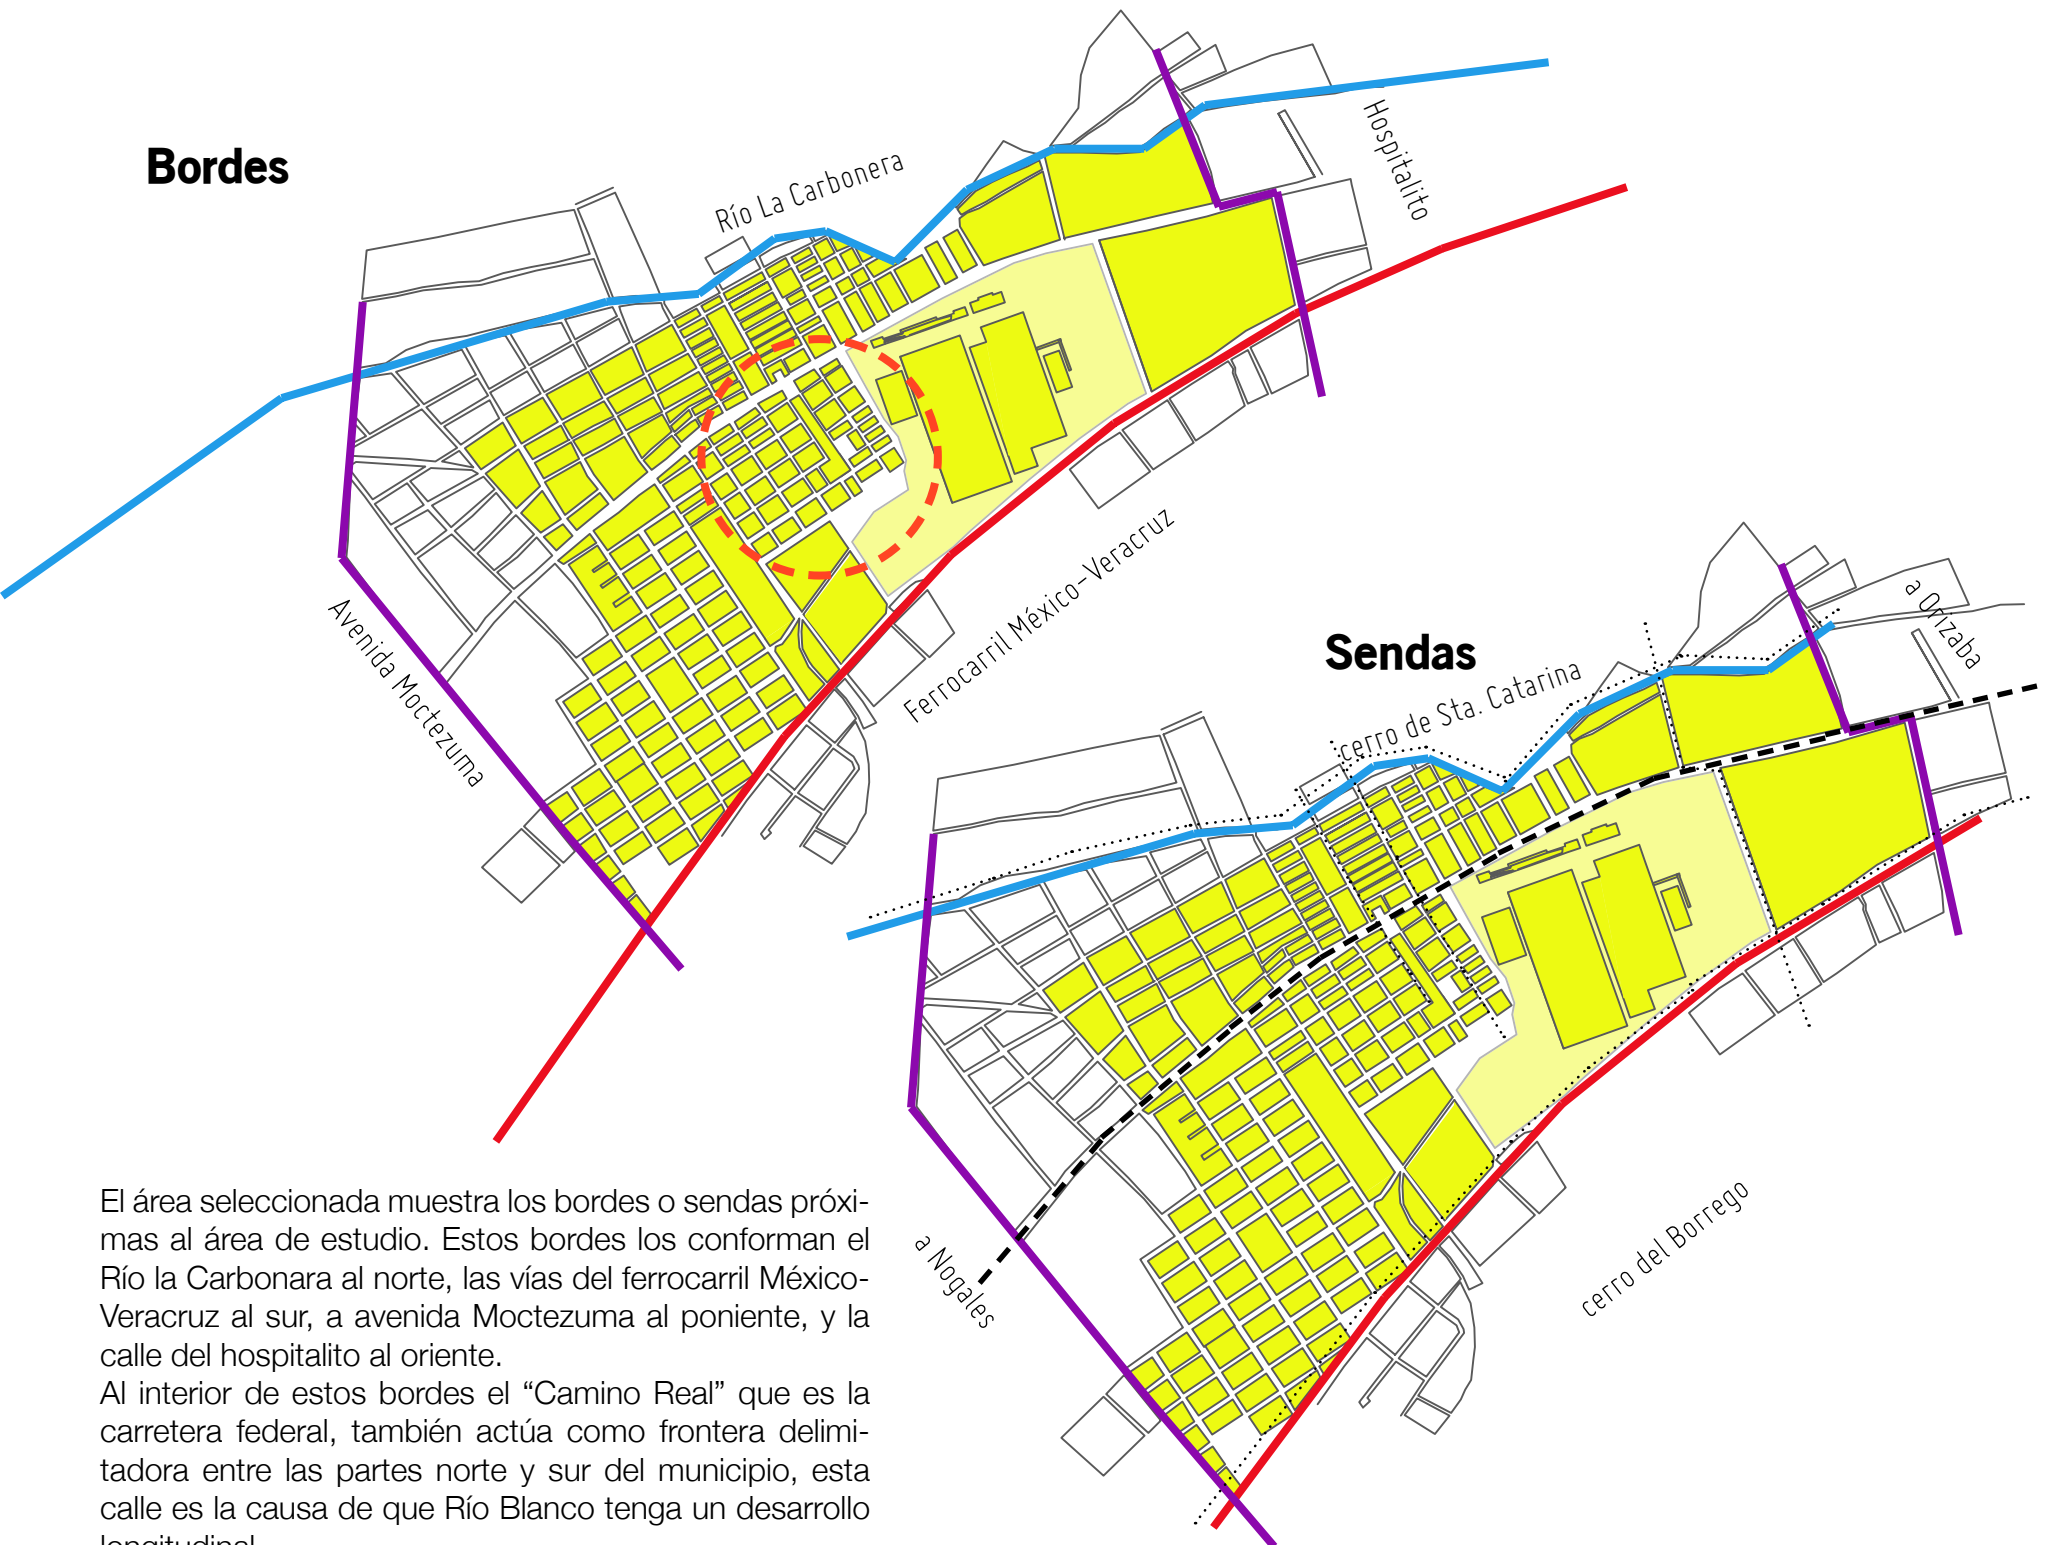 Bordes
Río La Carbonera
Hospitalito
Avenida Moctezuma
Ferrocarril México-Veracruz
Sendas
a Orizaba
cerro de Sta. Catarina
a Nogales
cerro del Borrego
El área seleccionada muestra los bordes o sendas próxi-
mas al área de estudio. Estos bordes los conforman el
Río la Carbonara al norte, las vías del ferrocarril México-
Veracruz al sur, a avenida Moctezuma al poniente, y la
calle del hospitalito al oriente.
Al interior de estos bordes el “Camino Real” que es la
carretera federal, también actúa como frontera delimi-
tadora entre las partes norte y sur del municipio, esta
calle es la causa de que Río Blanco tenga un desarrollo
longitudinal